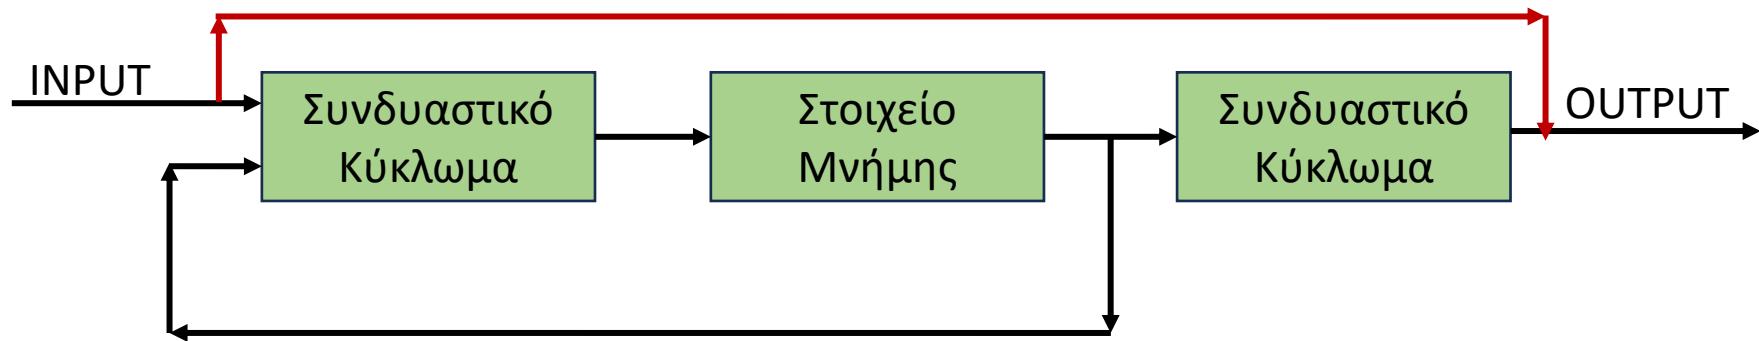 INPUT
Συνδυαστικό
Κύκλωμα
Στοιχείο
Μνήμης
Συνδυαστικό
Κύκλωμα
OUTPUT